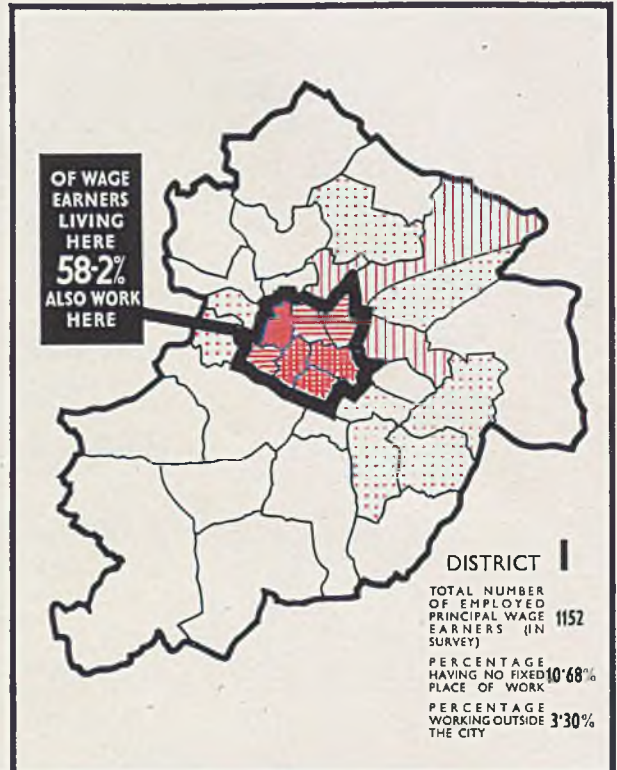 OF WAGE
EARNERS
LIVING
HERE
58·2%
ALSO WORK
HERE
DISTRICT I
TOTAL NUMBER
OF EMPLOYED
PRINCIPAL WAGE
EARNERS (IN
SURVEY) 1152
PERCENTAGE
HAVING NO FIXED 10·68%
PLACE OF WORK
PERCENTAGE
WORKING OUTSIDE 3·30%
THE CITY